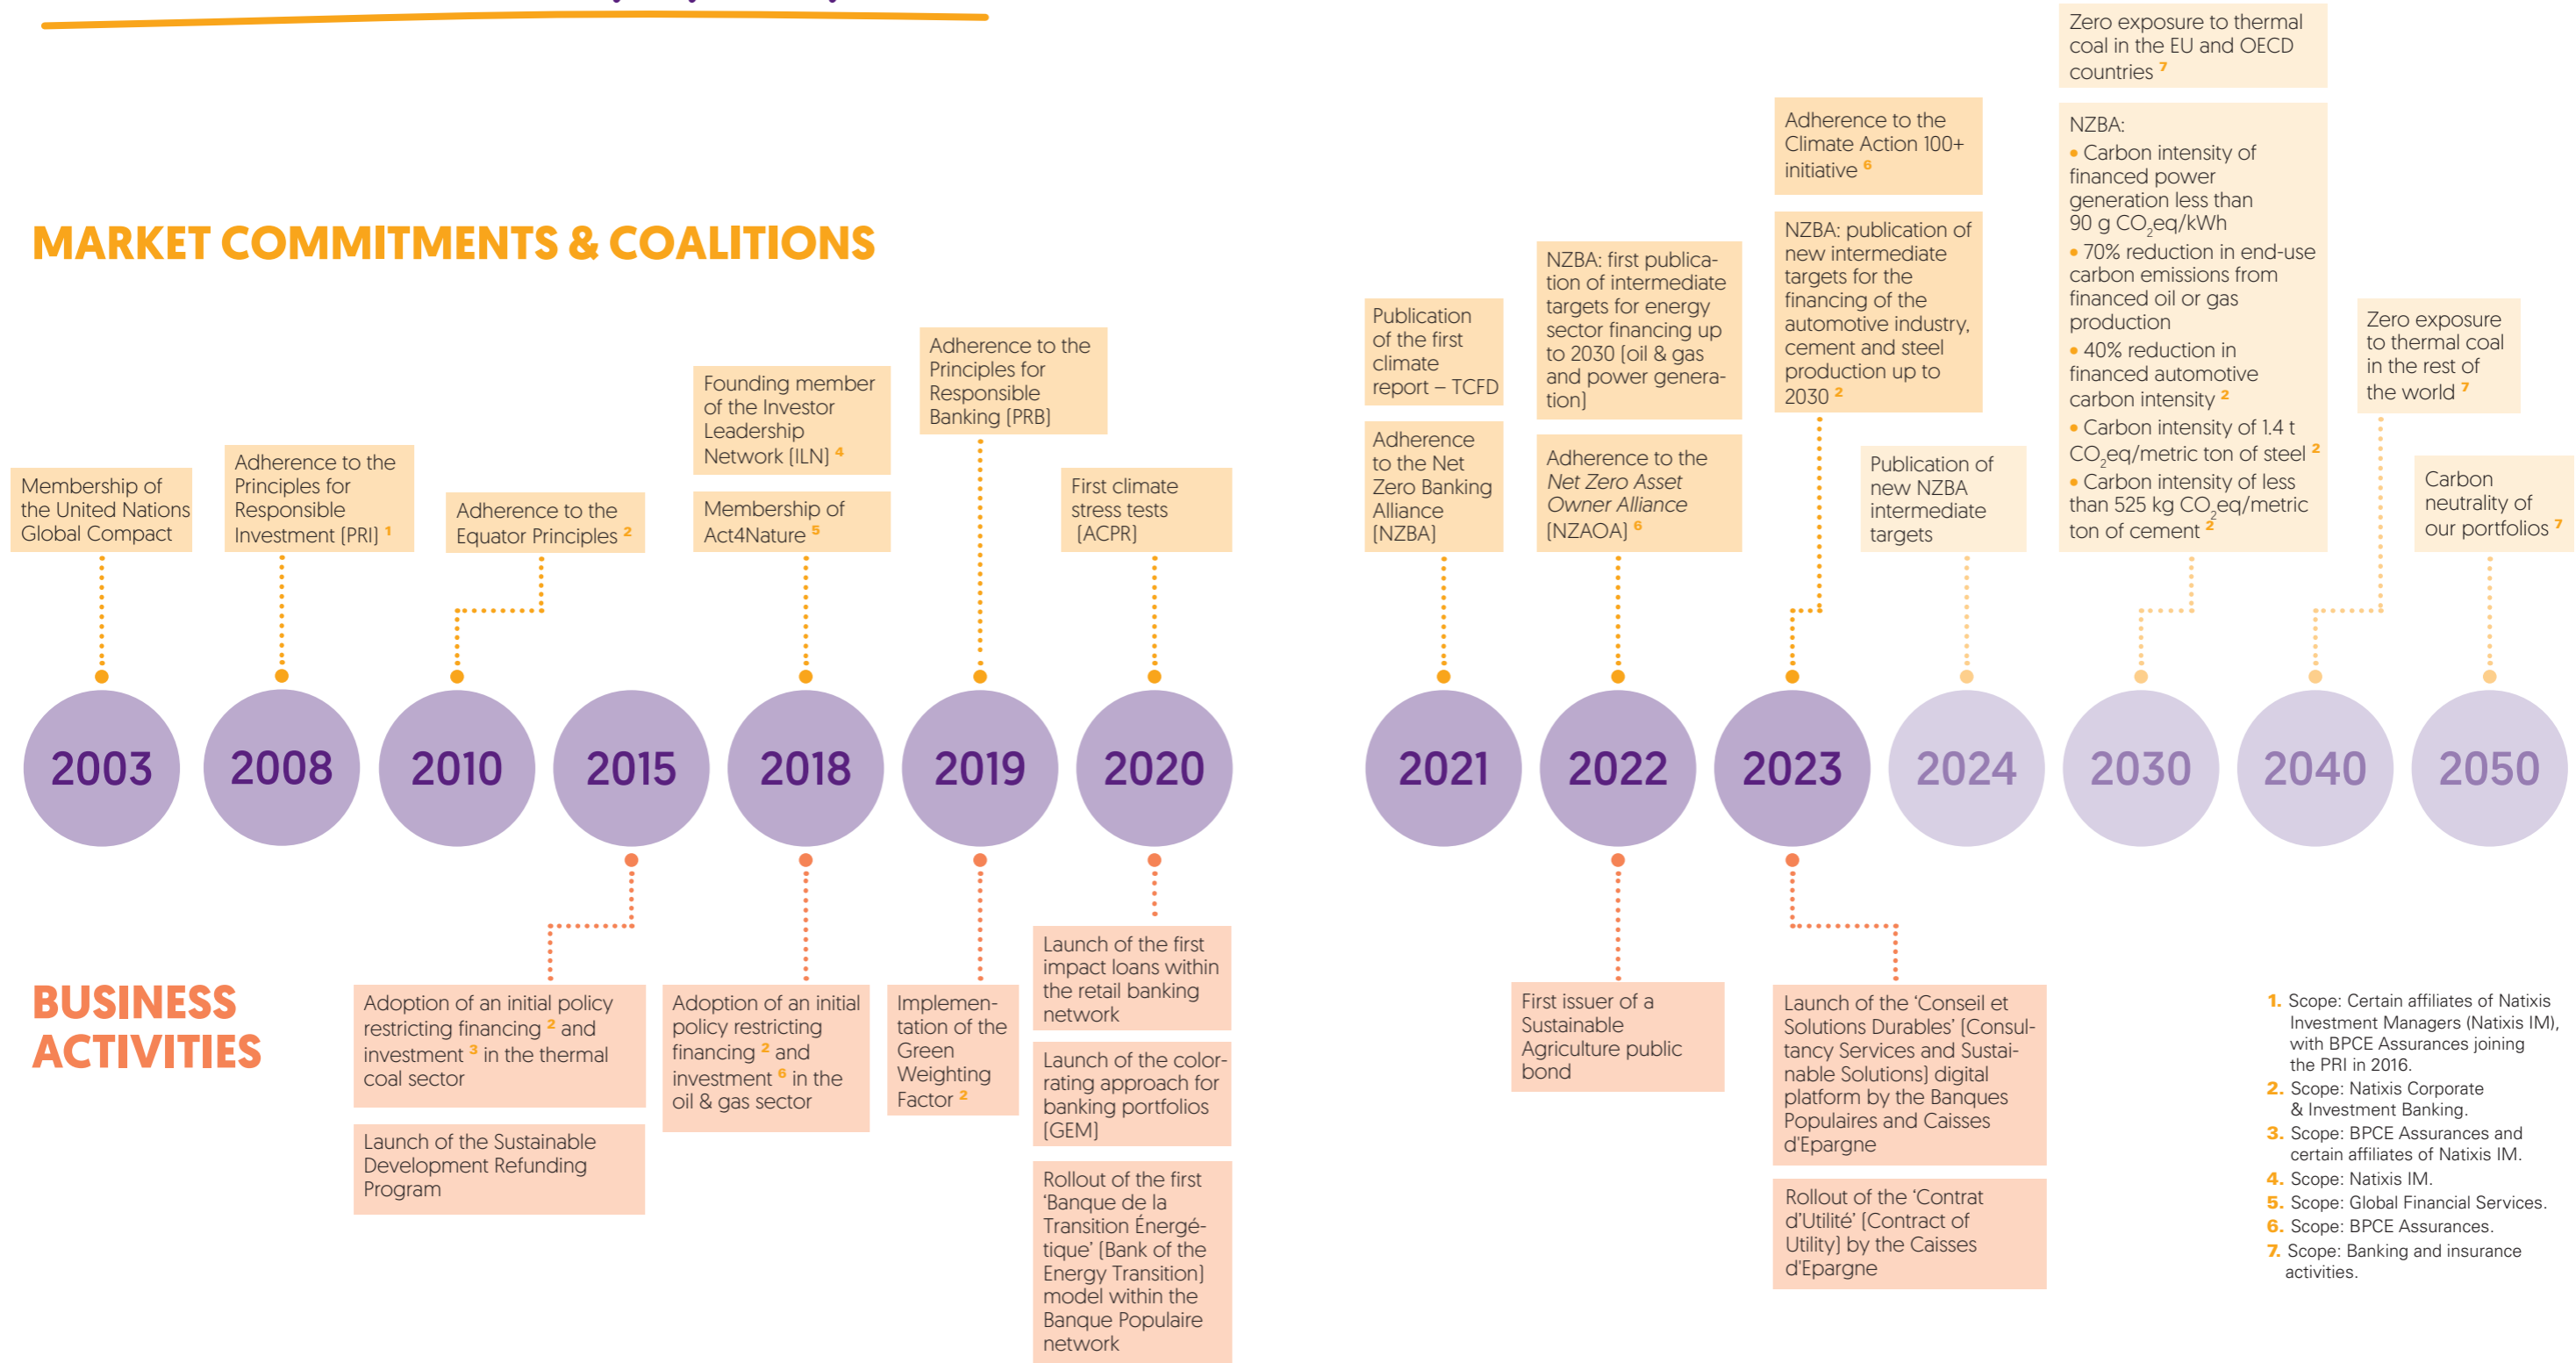 MARKET COMMITMENTS & COALITIONS
Membership of
the United Nations
Global Compact
Adherence to the
Principles for
Responsible
Investment (PRI) 1
Adherence to the
Equator Principles 2
Founding member
of the Investor
Leadership
Network (ILN) 4
Membership of
Act4Nature 5
Adherence to the
Principles for
Responsible
Banking (PRB)
First climate
stress tests
(ACPR)
Publication
of the first
climate
report – TCFD
Adherence
to the Net
Zero Banking
Alliance
(NZBA)
NZBA: first publica-
tion of intermediate
targets for energy
sector financing up
to 2030 (oil & gas
and power genera-
tion)
Adherence to the
Net Zero Asset
Owner Alliance
(NZAOA) 6
Adherence to the
Climate Action 100+
initiative 6
NZBA: publication of
new intermediate
targets for the
financing of the
automotive industry,
cement and steel
production up to
2030 2
Publication of
new NZBA
intermediate
targets
Zero exposure to thermal
coal in the EU and OECD
countries 7
NZBA:
• Carbon intensity of
financed power
generation less than
90 g CO2eq/kWh
• 70% reduction in end-use
carbon emissions from
financed oil or gas
production
• 40% reduction in
financed automotive
carbon intensity 2
• Carbon intensity of 1.4 t
CO2eq/metric ton of steel 2
• Carbon intensity of less
than 525 kg CO2eq/metric
ton of cement 2
Zero exposure
to thermal coal
in the rest of
the world 7
Carbon
neutrality of
our portfolios 7
2003
2008
2010
2015
2018
2019
2020
2021
2022
2023
2024
2030
2040
2050
BUSINESS
ACTIVITIES
Adoption of an initial policy
restricting financing 2 and
investment 3 in the thermal
coal sector
Launch of the Sustainable
Development Refunding
Program
Adoption of an initial
policy restricting
financing 2 and
investment 6 in the
oil & gas sector
Implemen-
tation of the
Green
Weighting
Factor 2
Launch of the first
impact loans within
the retail banking
network
Launch of the color-
rating approach for
banking portfolios
(GEM)
Rollout of the first
‘Banque de la
Transition Énergé-
tique’ (Bank of the
Energy Transition)
model within the
Banque Populaire
network
First issuer of a
Sustainable
Agriculture public
bond
Launch of the ‘Conseil et
Solutions Durables’ (Consul-
tancy Services and Sustai-
nable Solutions) digital
platform by the Banques
Populaires and Caisses
d'Epargne
Rollout of the ‘Contrat
d’Utilité’ (Contract of
Utility) by the Caisses
d'Epargne
1. Scope: Certain affiliates of Natixis
Investment Managers (Natixis IM),
with BPCE Assurances joining
the PRI in 2016.
2. Scope: Natixis Corporate
& Investment Banking.
3. Scope: BPCE Assurances and
certain affiliates of Natixis IM.
4. Scope: Natixis IM.
5. Scope: Global Financial Services.
6. Scope: BPCE Assurances.
7. Scope: Banking and insurance
activities.